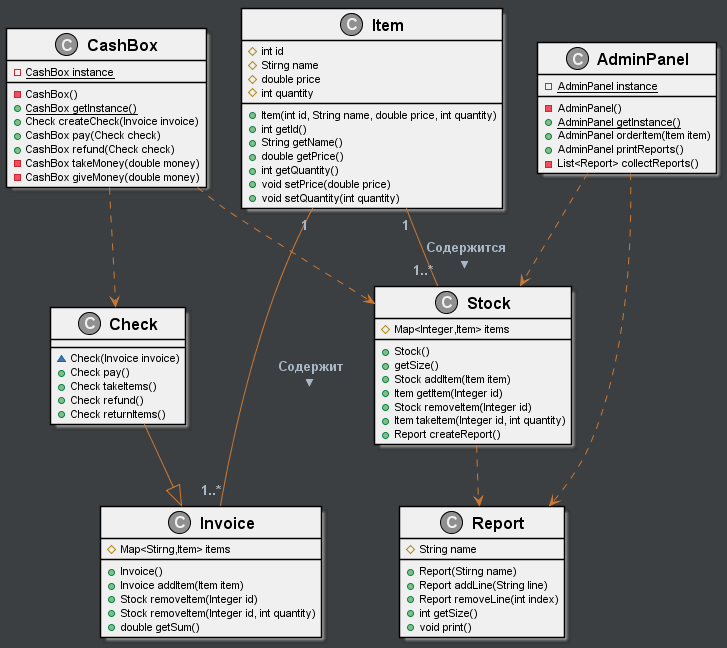 C CashBox
CashBox instance
CashBox()
CashBox getInstance()
Check createCheck(Invoice invoice)
CashBox pay(Check check)
CashBox refund(Check check)
CashBox takeMoney(double money)
CashBox giveMoney(double money)
C Item
int id
Stirng name
double price
int quantity
Item(int id, String name, double price, int quantity)
int getId()
String getName()
double getPrice()
int getQuantity()
void setPrice(double price)
void setQuantity(int quantity)
C AdminPanel
AdminPanel instance
AdminPanel()
AdminPanel getInstance()
AdminPanel orderItem(Item item)
AdminPanel printReports()
List<Report> collectReports()
1
1
Содержится
▼
1..*
C Check
Check(Invoice invoice)
Check pay()
Check takeItems()
Check refund()
Check returnItems()
Содержит
▼
1..*
C Stock
Map<Integer,Item> items
Stock()
getSize()
Stock addItem(Item item)
Item getItem(Integer id)
Stock removeItem(Integer id)
Item takeItem(Integer id, int quantity)
Report createReport()
C Invoice
Map<Stirng,Item> items
Invoice()
Invoice addItem(Item item)
Stock removeItem(Integer id)
Stock removeItem(Integer id, int quantity)
double getSum()
C Report
Stirng name
Report(Stirng name)
Report addLine(String line)
Report removeLine(int index)
int getSize()
void print()